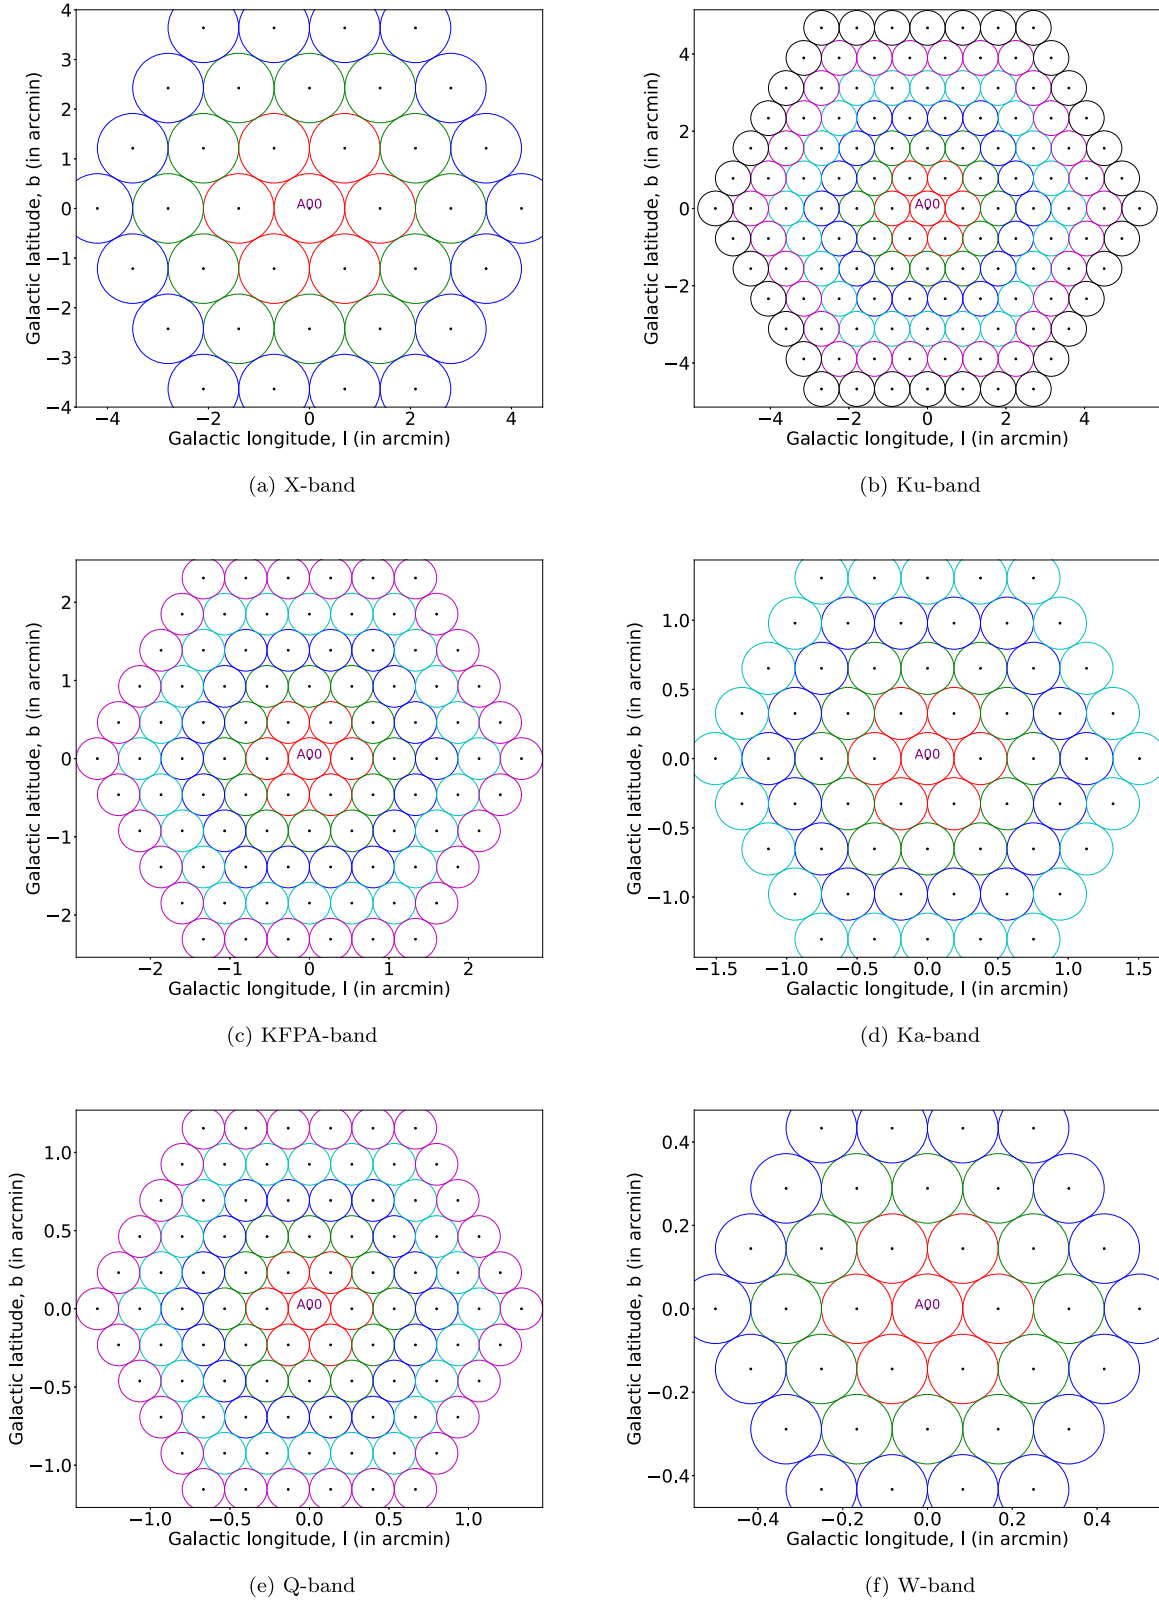 4
3
2
1
0
−1
−2
−3
−4
Galactic latitude, b (in arcmin)
A00
−4 −2 0 2 4
Galactic longitude, l (in arcmin)
(a) X-band
4
2
0
−2
−4
Galactic latitude, b (in arcmin)
A00
−4 −2 0 2 4
Galactic longitude, l (in arcmin)
(b) Ku-band
2
1
0
−1
−2
Galactic latitude, b (in arcmin)
A00
−2 −1 0 1 2
Galactic longitude, l (in arcmin)
(c) KFPA-band
1.0
0.5
0.0
−0.5
−1.0
Galactic latitude, b (in arcmin)
A00
−1.5 −1.0 −0.5 0.0 0.5 1.0 1.5
Galactic longitude, l (in arcmin)
(d) Ka-band
1.0
0.5
0.0
−0.5
−1.0
Galactic latitude, b (in arcmin)
A00
−1.0 −0.5 0.0 0.5 1.0
Galactic longitude, l (in arcmin)
(e) Q-band
0.4
0.2
0.0
−0.2
−0.4
Galactic latitude, b (in arcmin)
A00
−0.4 −0.2 0.0 0.2 0.4
Galactic longitude, l (in arcmin)
(f) W-band